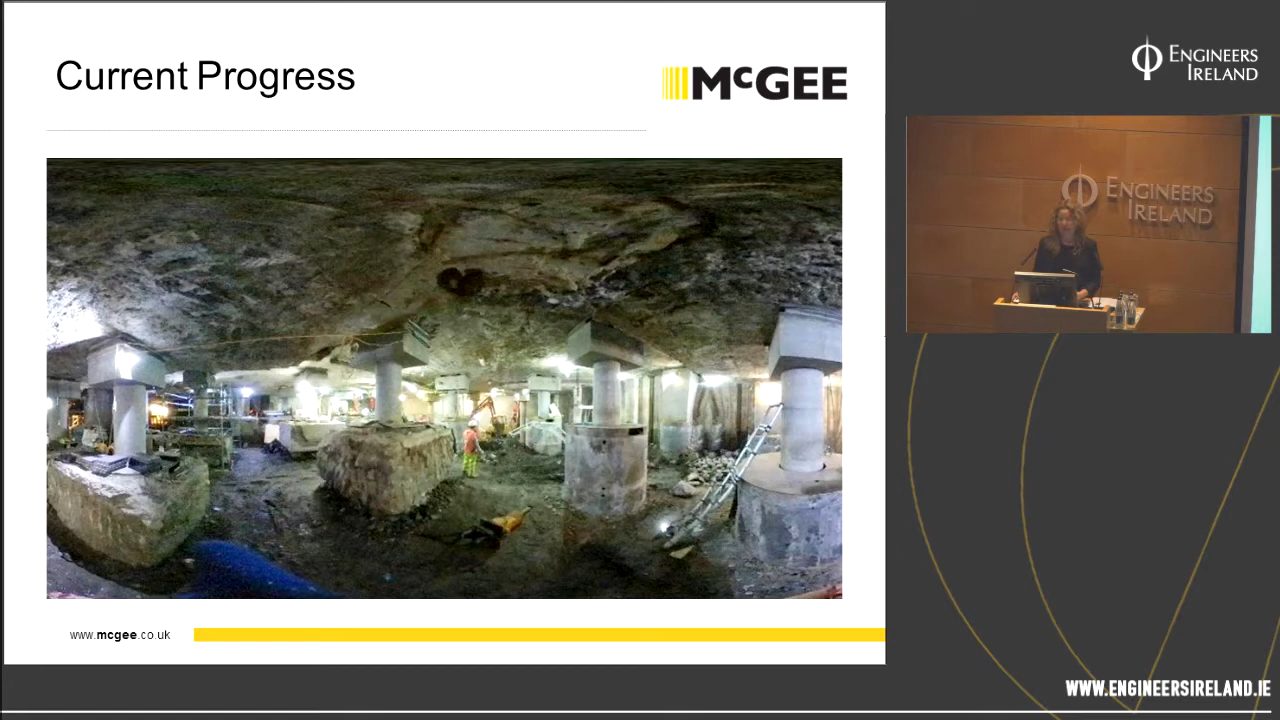 Current Progress
McGEE
www.mcgee.co.uk
ENGINEERS
IRELAND
ENGINEERS
IRELAND
WWW.ENGINEERSIRELAND.IE